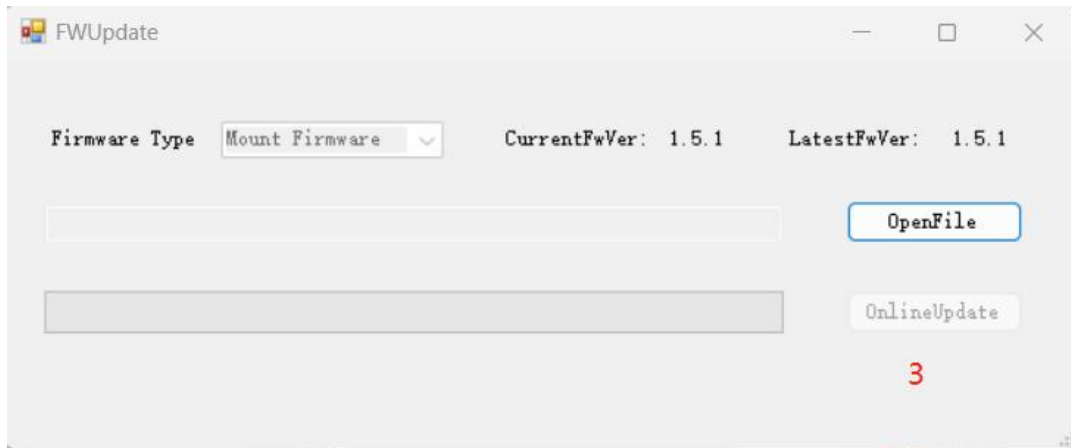 FWUpdate
Firmware Type Mount Firmware CurrentFwVer: 1.5.1 LatestFwVer: 1.5.1
OpenFile
OnlineUpdate
3